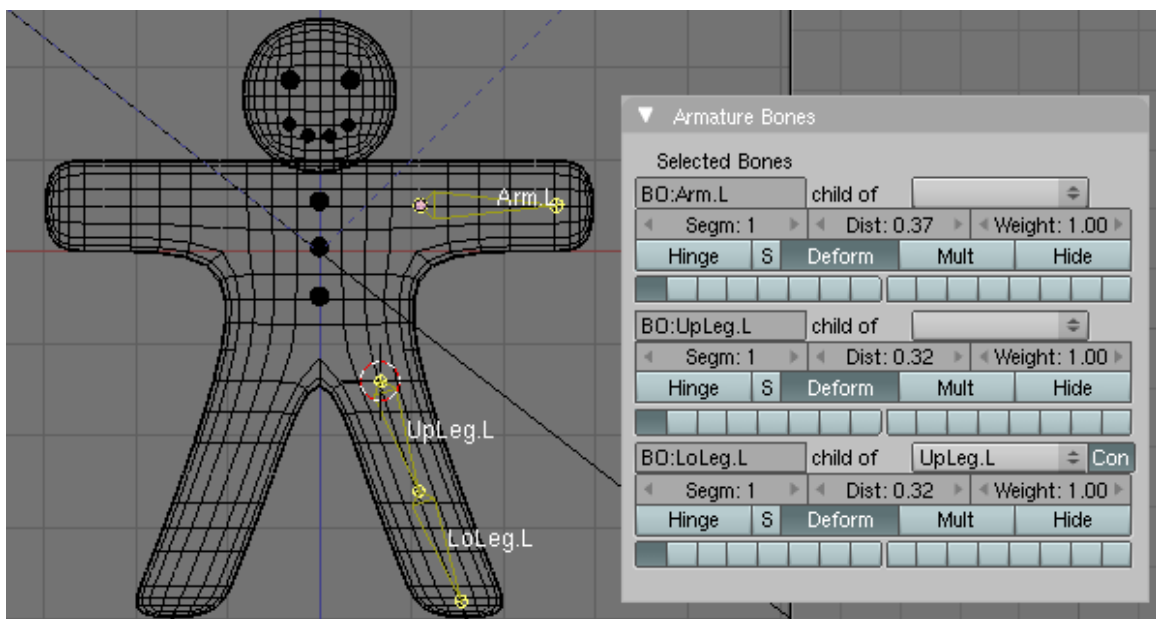 Arm.L
UpLeg.L
LoLeg.L
Armature Bones
Selected Bones
BO:Arm.L child of
Segm: 1 Dist: 0.37 Weight: 1.00
Hinge S Deform Mult Hide
BO:UpLeg.L child of
Segm: 1 Dist: 0.32 Weight: 1.00
Hinge S Deform Mult Hide
BO:LoLeg.L child of UpLeg.L Con
Segm: 1 Dist: 0.32 Weight: 1.00
Hinge S Deform Mult Hide